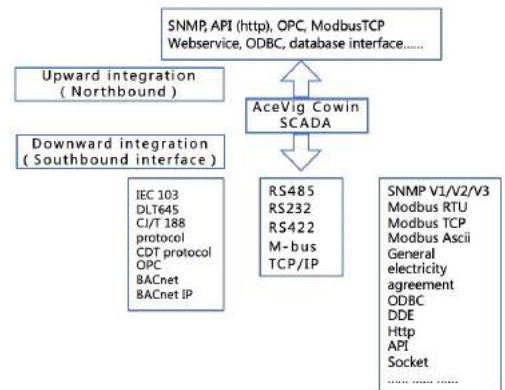 SNMP, API (http), OPC, ModbusTCP
Webservice, ODBC, database interface......
Upward integration
( Northbound )
AceVig Cowin
SCADA
Downward integration
(Southbound interface)
IEC 103
DLT645
CJ/T 188
protocol
CDT protocol
OPC
BACnet
BACnet IP
RS485
RS232
RS422
M-bus
TCP/IP
SNMP V1/V2/V3
Modbus RTU
Modbus TCP
Modbus Ascii
General
electricity
agreement
ODBC
DDE
Http
API
Socket
...... ...... ......